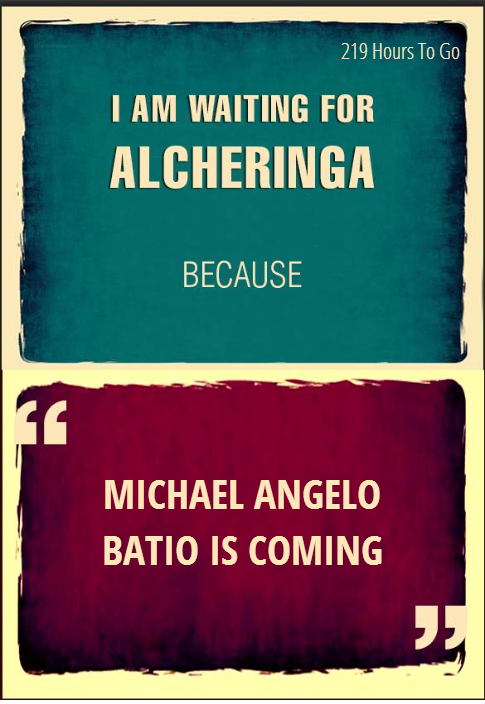 219 Hours To Go
I AM WAITING FOR
ALCHERINGA
BECAUSE
“
MICHAEL ANGELO
BATIO IS COMING
”